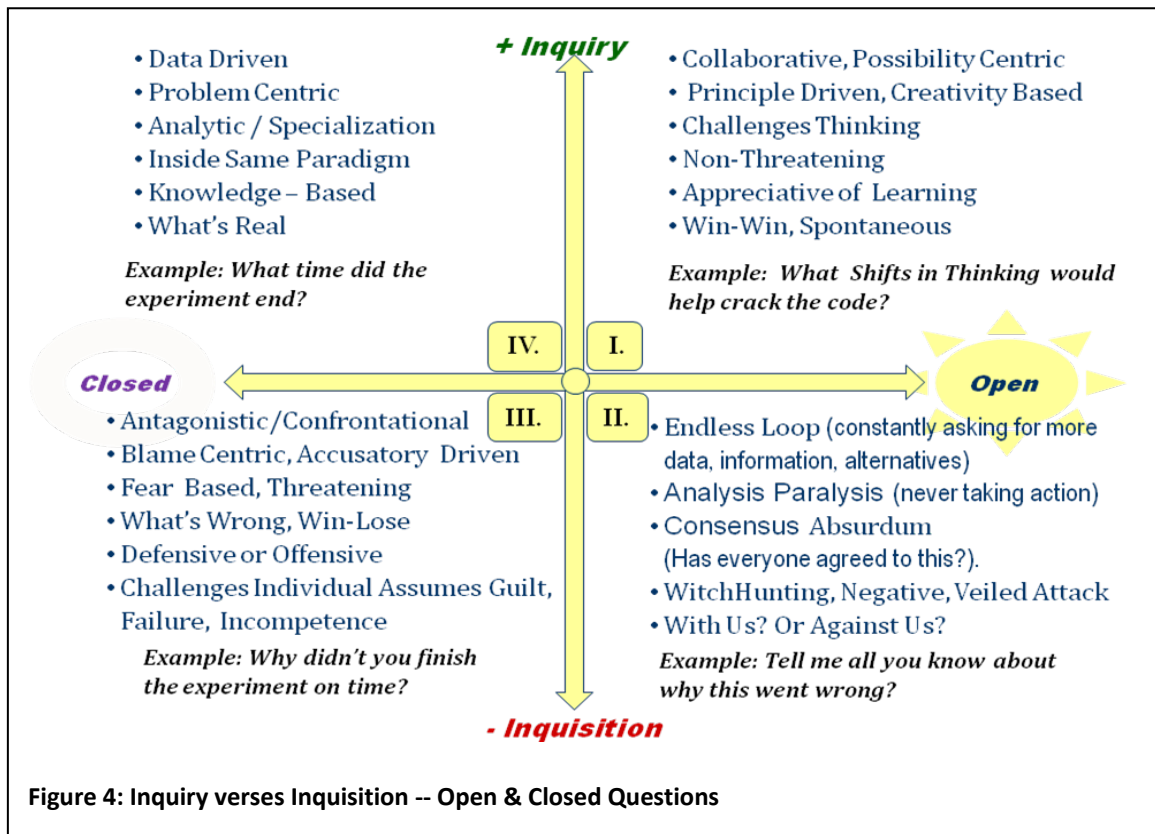 + Inquiry
• Data Driven
• Problem Centric
• Analytic / Specialization
• Inside Same Paradigm
• Knowledge – Based
• What's Real
Example: What time did the
experiment end?
• Collaborative, Possibility Centric
• Principle Driven, Creativity Based
• Challenges Thinking
• Non-Threatening
• Appreciative of Learning
• Win-Win, Spontaneous
Example: What Shifts in Thinking would
help crack the code?
IV.
I.
Closed
Open
III.
II.
• Antagonistic/Confrontational
• Blame Centric, Accusatory Driven
• Fear Based, Threatening
• What's Wrong, Win-Lose
• Defensive or Offensive
• Challenges Individual Assumes Guilt,
Failure, Incompetence
Example: Why didn't you finish
the experiment on time?
• Endless Loop (constantly asking for more
data, information, alternatives)
• Analysis Paralysis (never taking action)
• Consensus Absurdum
(Has everyone agreed to this?).
• WitchHunting, Negative, Veiled Attack
• With Us? Or Against Us?
Example: Tell me all you know about
why this went wrong?
- Inquisition
Figure 4: Inquiry verses Inquisition -- Open & Closed Questions